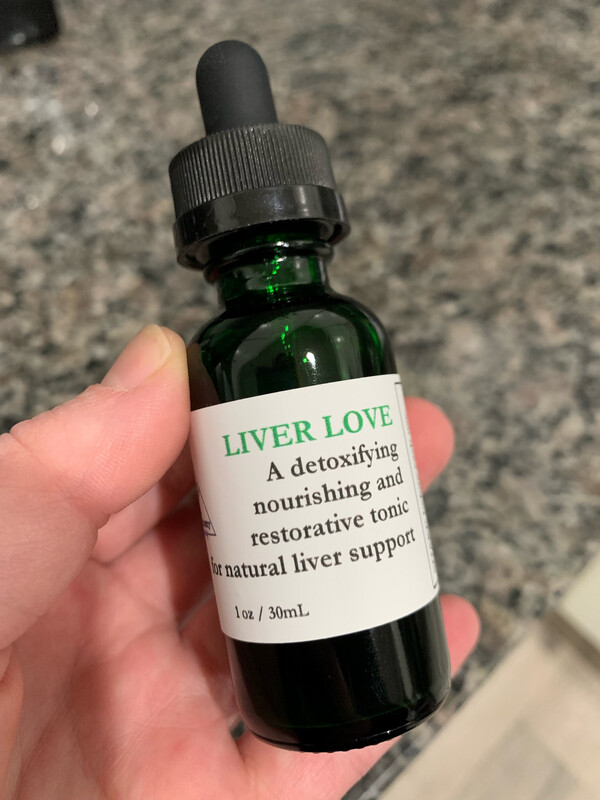 LIVER LOVE
A detoxifying
nourishing and
restorative tonic
for natural liver support
1 oz / 30mL